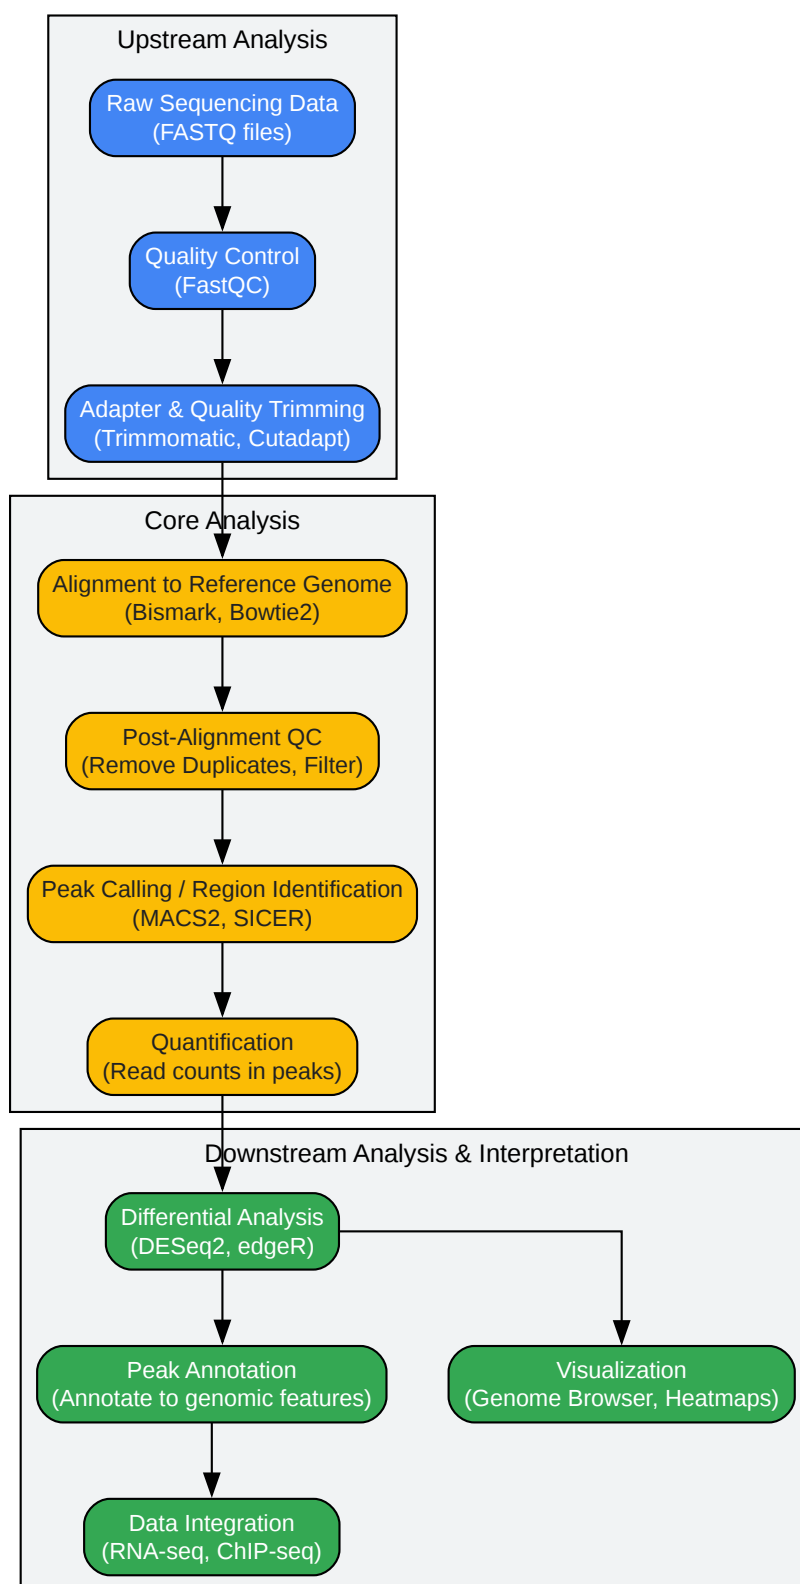 Upstream Analysis
Raw Sequencing Data
(FASTQ files)
Quality Control
(FastQC)
Adapter & Quality Trimming
(Trimmomatic, Cutadapt)
Core Analysis
Alignment to Reference Genome
(Bismark, Bowtie2)
Post-Alignment QC
(Remove Duplicates, Filter)
Peak Calling / Region Identification
(MACS2, SICER)
Quantification
(Read counts in peaks)
Downstream Analysis & Interpretation
Differential Analysis
(DESeq2, edgeR)
Peak Annotation
(Annotate to genomic features)
Visualization
(Genome Browser, Heatmaps)
Data Integration
(RNA-seq, ChIP-seq)